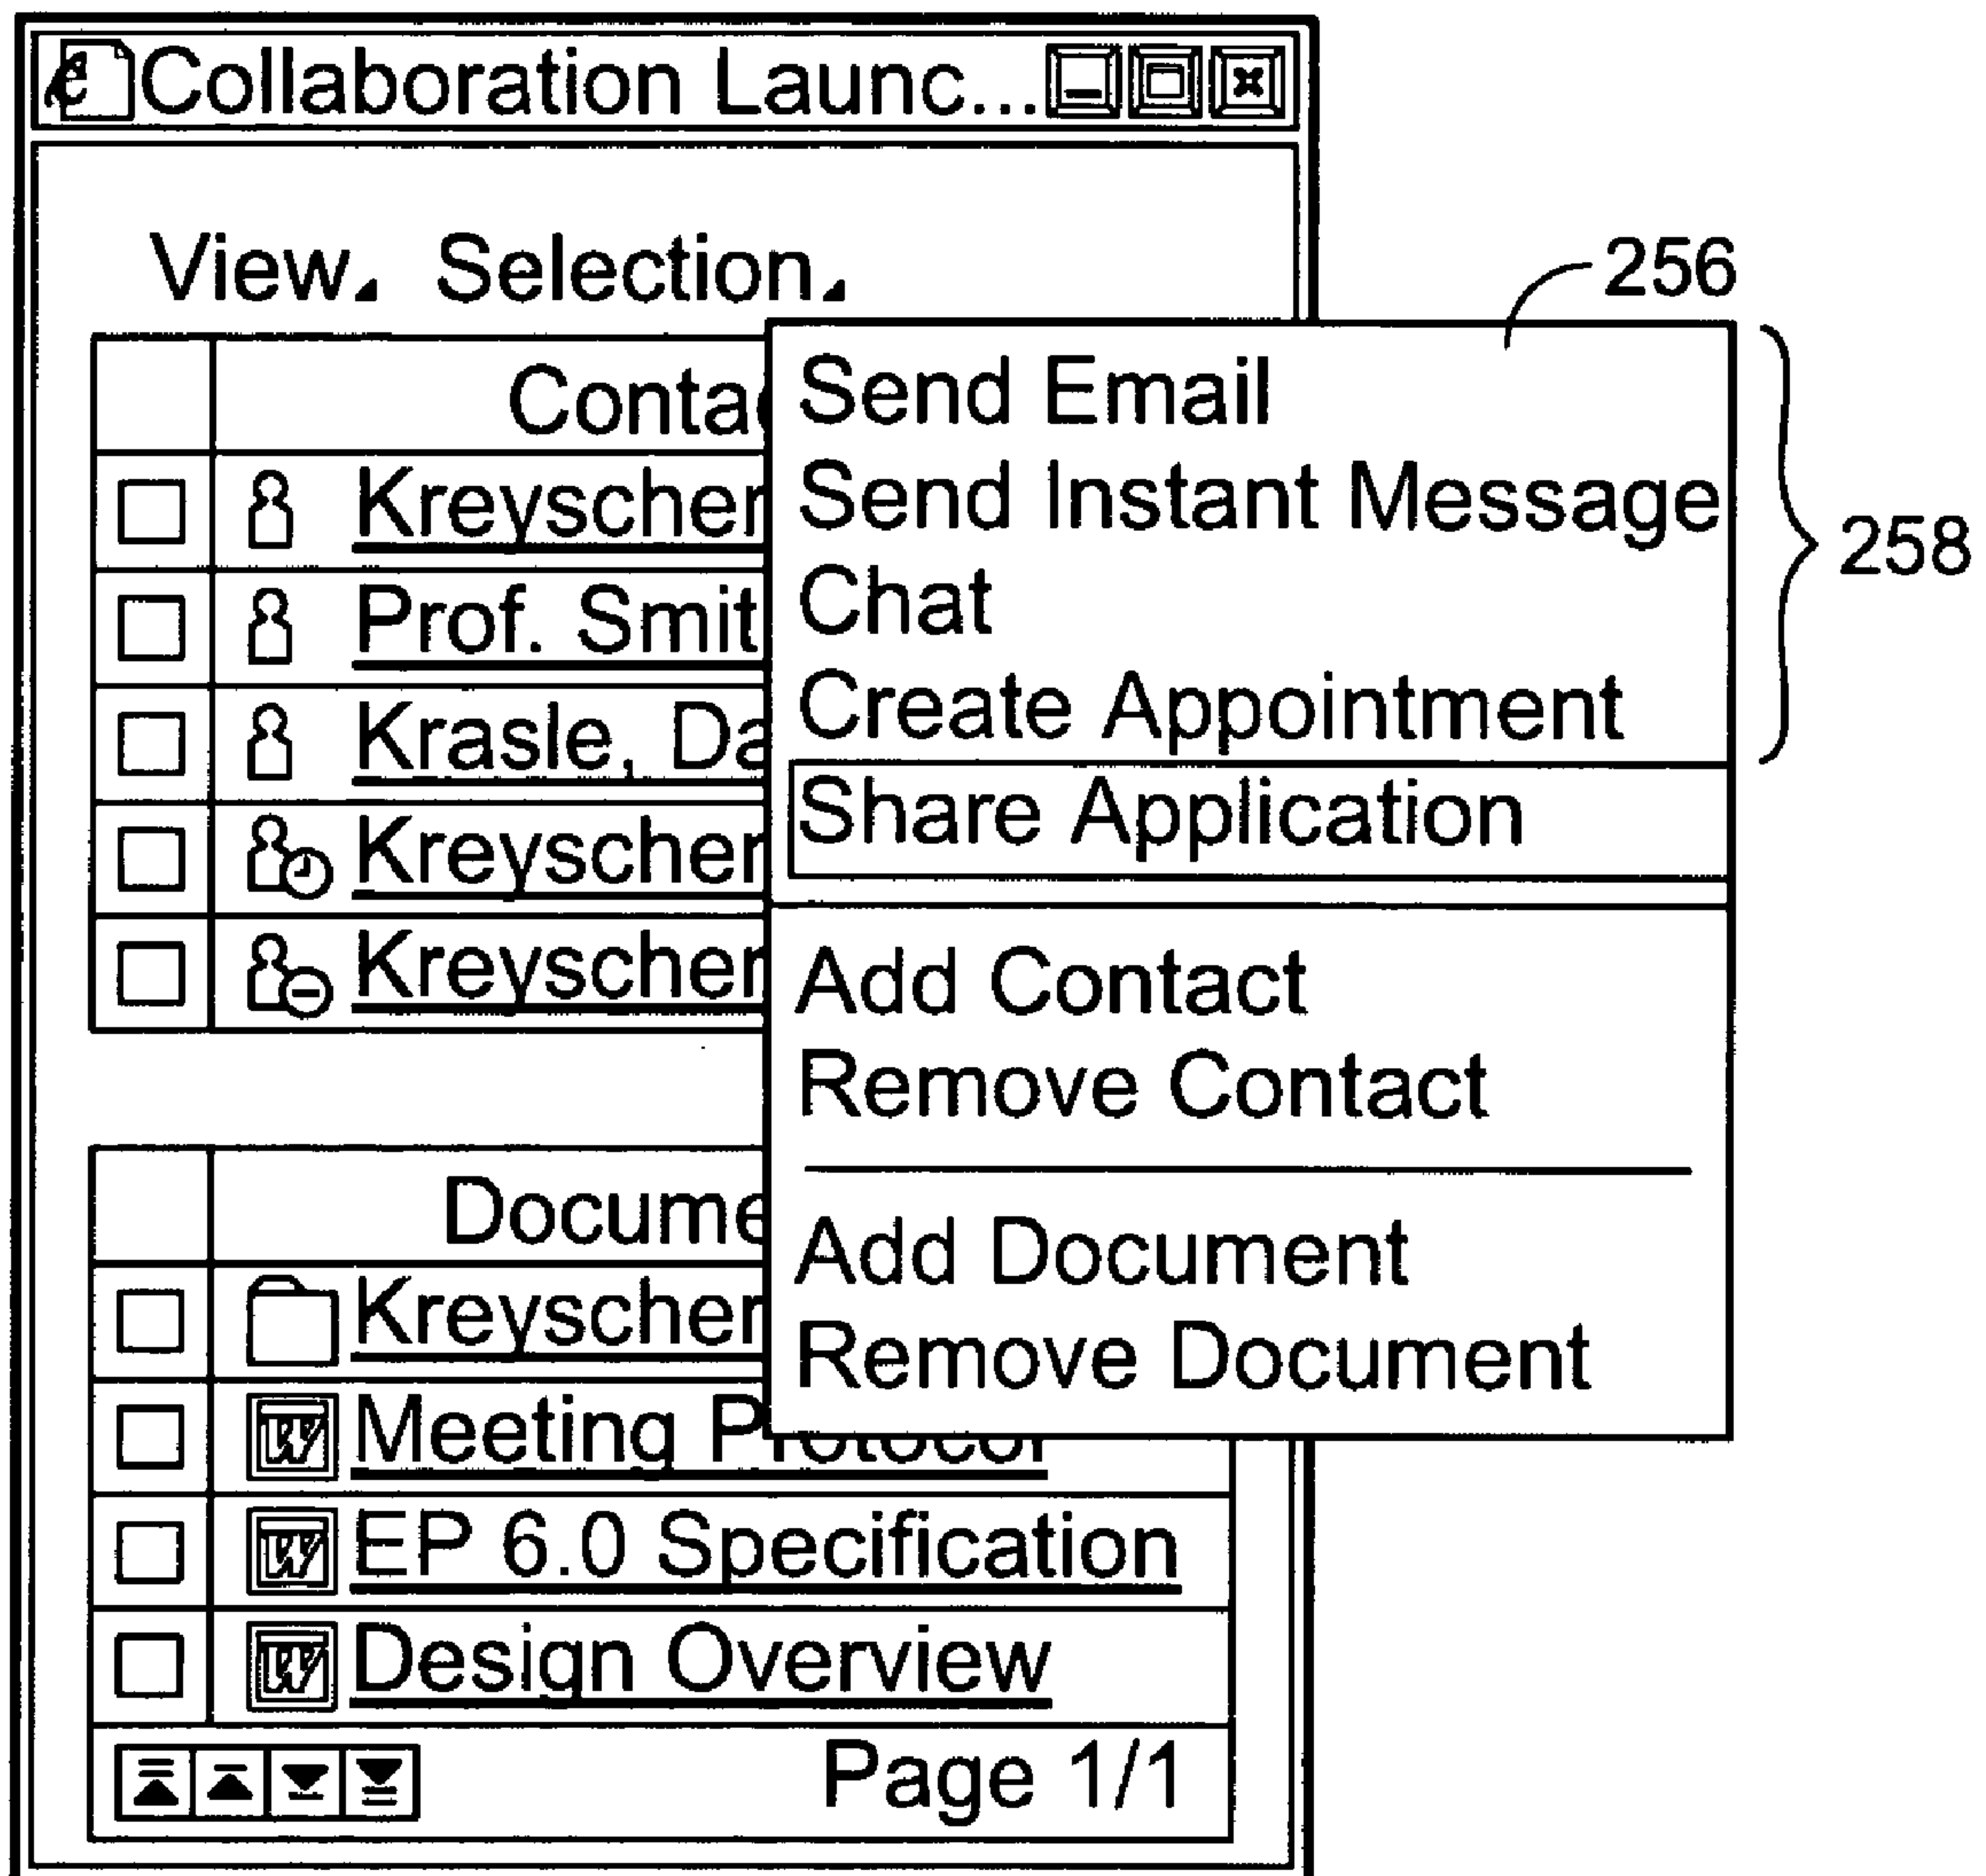 Collaboration Launc...
View Selection
256
258
Send Email
Send Instant Message
Chat
Create Appointment
Share Application
Add Contact
Remove Contact
Add Document
Remove Document
Conta
Kreyscher
Prof. Smit
Krasle, Da
Kreyscher
Kreyscher
Docume
Kreyscher
Meeting Protocol
EP 6.0 Specification
Design Overview
Page 1/1